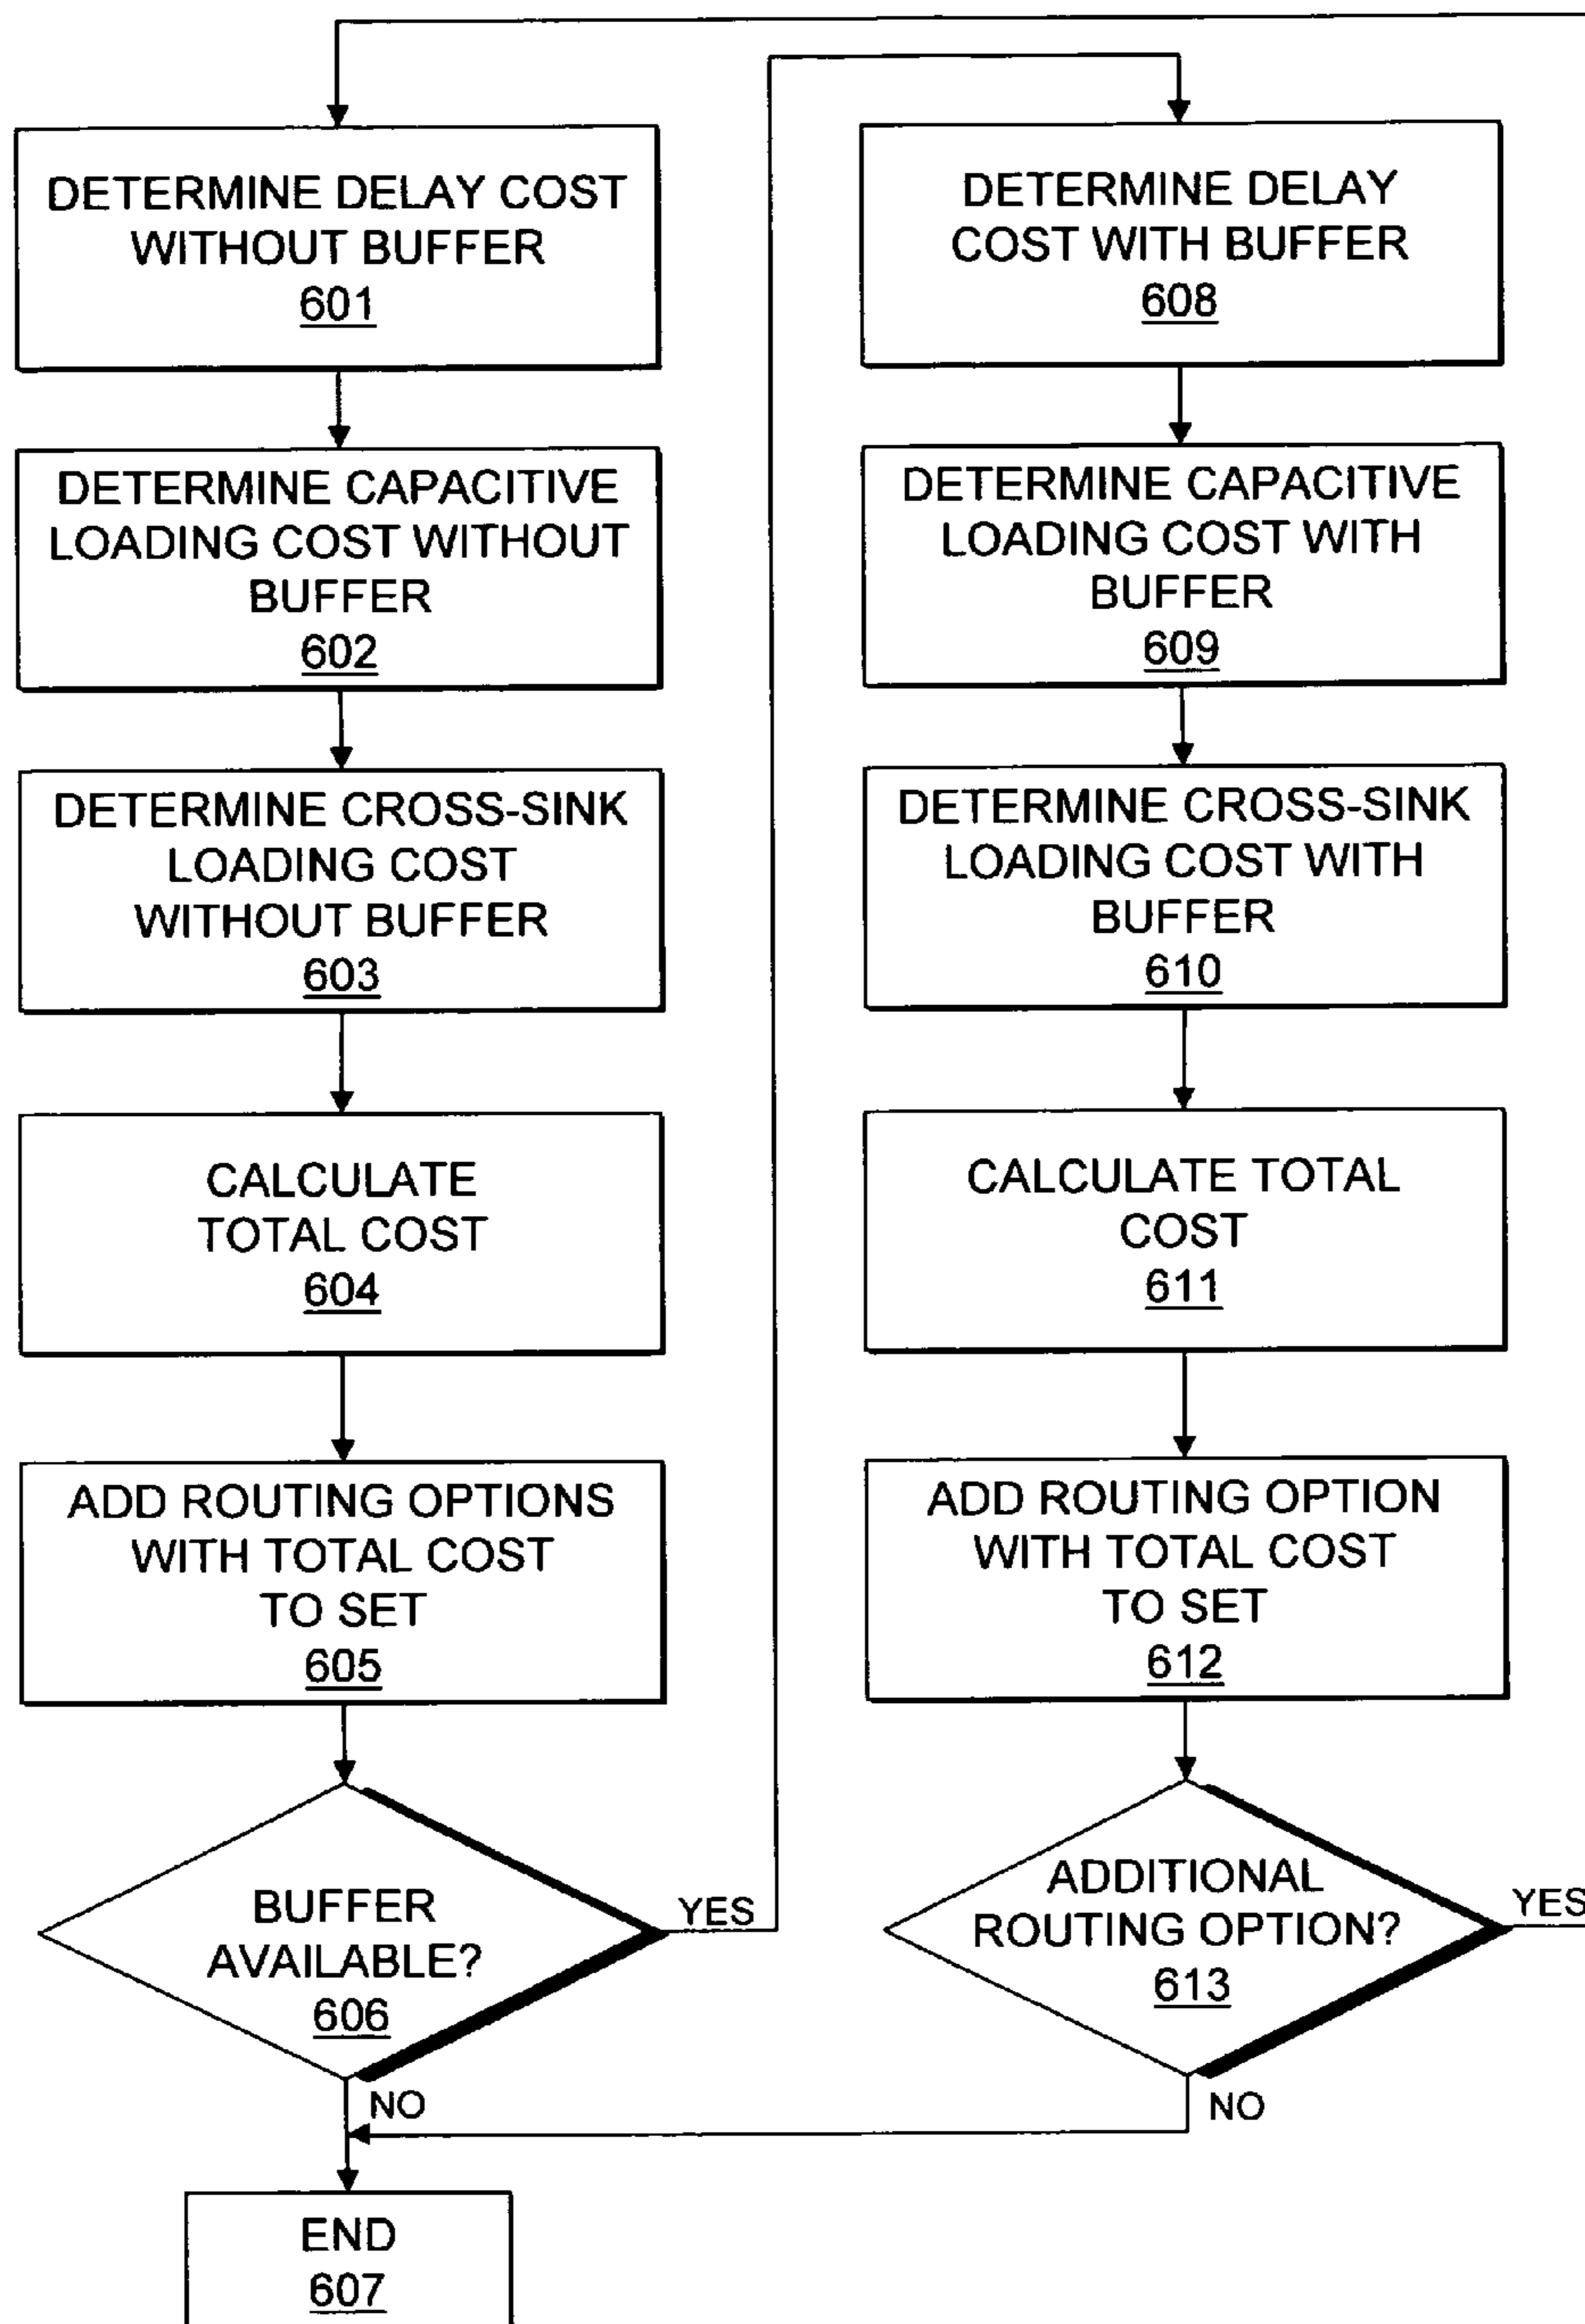 DETERMINE DELAY COST
WITHOUT BUFFER
601
DETERMINE CAPACITIVE
LOADING COST WITHOUT
BUFFER
602
DETERMINE CROSS-SINK
LOADING COST
WITHOUT BUFFER
603
CALCULATE
TOTAL COST
604
ADD ROUTING OPTIONS
WITH TOTAL COST
TO SET
605
BUFFER
AVAILABLE?
606
YES
NO
END
607
DETERMINE DELAY
COST WITH BUFFER
608
DETERMINE CAPACITIVE
LOADING COST WITH
BUFFER
609
DETERMINE CROSS-SINK
LOADING COST WITH
BUFFER
610
CALCULATE TOTAL
COST
611
ADD ROUTING OPTION
WITH TOTAL COST
TO SET
612
ADDITIONAL
ROUTING OPTION?
613
YES
NO